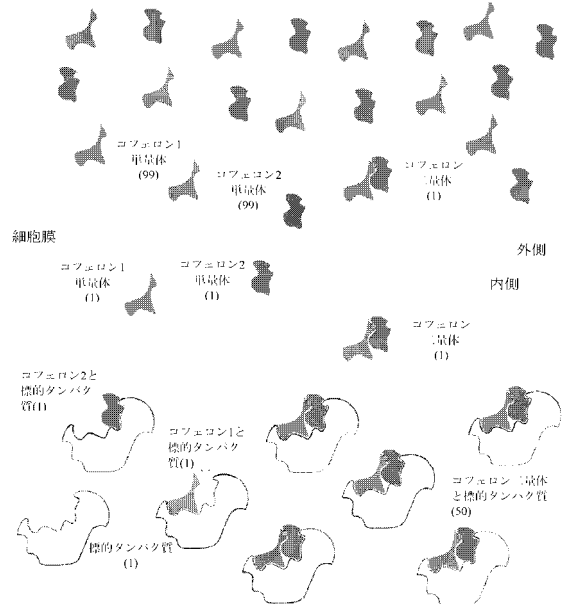 コフェロン1
単量体
(99)
コフェロン2
単量体
(99)
コフェロン
二量体
(1)
細胞膜
外側
内側
コフェロン1
単量体
(1)
コフェロン2
単量体
(1)
コフェロン
二量体
(1)
コフェロン2と
標的タンパク
質(1)
コフェロン1と
標的タンパク
質(1)
コフェロン二量体
と標的タンパク質
(50)
標的タンパク質
(1)